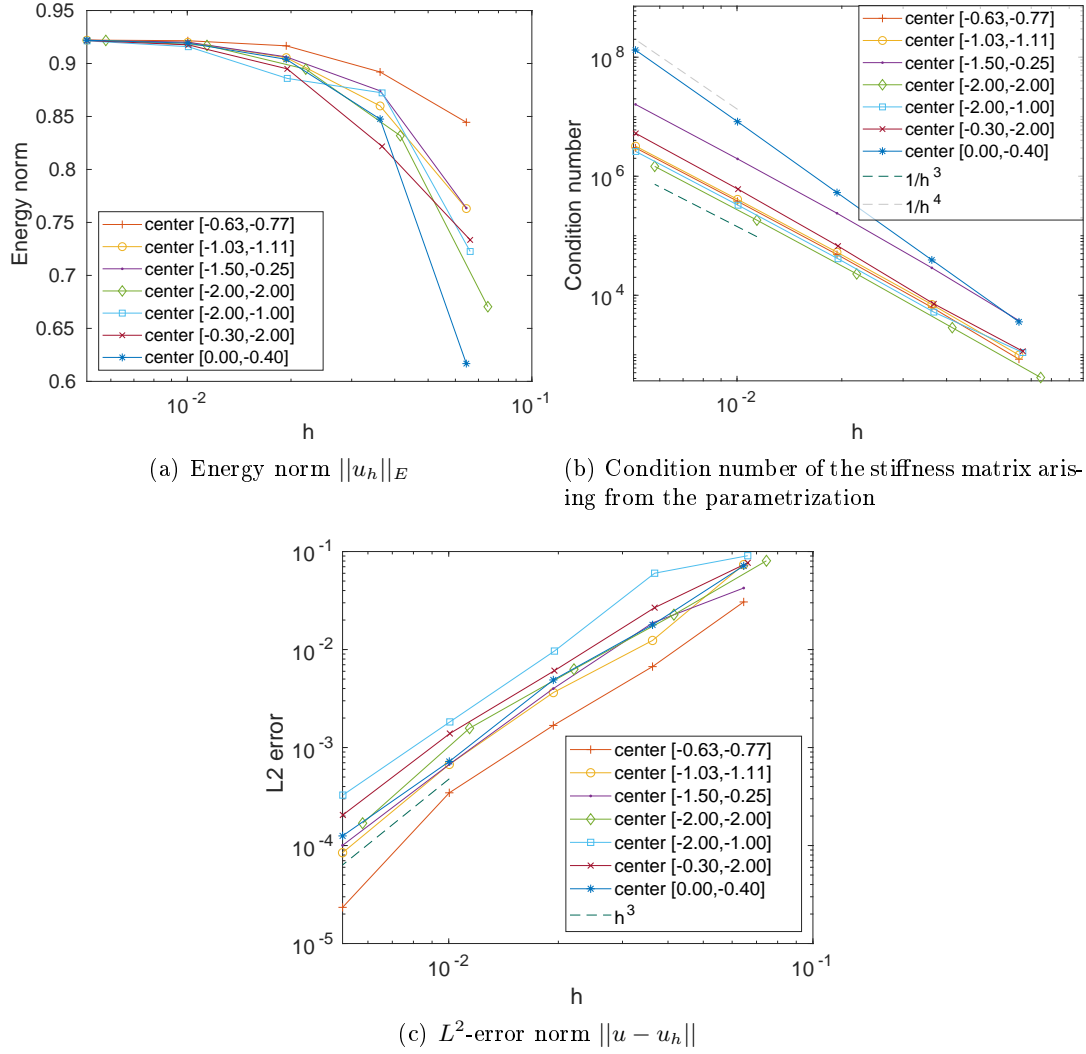 0.95
0.9
0.85
0.8
0.75
0.7
0.65
0.6
Energy norm
center [-0.63,-0.77]
center [-1.03,-1.11]
center [-1.50,-0.25]
center [-2.00,-2.00]
center [-2.00,-1.00]
center [-0.30,-2.00]
center [0.00,-0.40]
10^-2
10^-1
h
(a) Energy norm ||u_h||_E
10^8
10^6
10^4
Condition number
center [-0.63,-0.77]
center [-1.03,-1.11]
center [-1.50,-0.25]
center [-2.00,-2.00]
center [-2.00,-1.00]
center [-0.30,-2.00]
center [0.00,-0.40]
1/h^3
1/h^4
10^-2
h
(b) Condition number of the stiffness matrix aris-
ing from the parametrization
10^-1
10^-2
10^-3
10^-4
10^-5
L2 error
center [-0.63,-0.77]
center [-1.03,-1.11]
center [-1.50,-0.25]
center [-2.00,-2.00]
center [-2.00,-1.00]
center [-0.30,-2.00]
center [0.00,-0.40]
h^3
10^-2
10^-1
h
(c) L^2-error norm ||u − u_h||